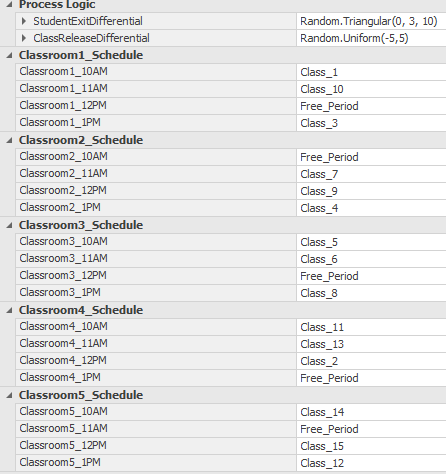 Process Logic
StudentExitDifferential Random.Triangular(0, 3, 10)
ClassReleaseDifferential Random.Uniform(-5,5)
Classroom1_Schedule
Classroom1_10AM Class_1
Classroom1_11AM Class_10
Classroom1_12PM Free_Period
Classroom1_1PM Class_3
Classroom2_Schedule
Classroom2_10AM Free_Period
Classroom2_11AM Class_7
Classroom2_12PM Class_9
Classroom2_1PM Class_4
Classroom3_Schedule
Classroom3_10AM Class_5
Classroom3_11AM Class_6
Classroom3_12PM Free_Period
Classroom3_1PM Class_8
Classroom4_Schedule
Classroom4_10AM Class_11
Classroom4_11AM Class_13
Classroom4_12PM Class_2
Classroom4_1PM Free_Period
Classroom5_Schedule
Classroom5_10AM Class_14
Classroom5_11AM Free_Period
Classroom5_12PM Class_15
Classroom5_1PM Class_12